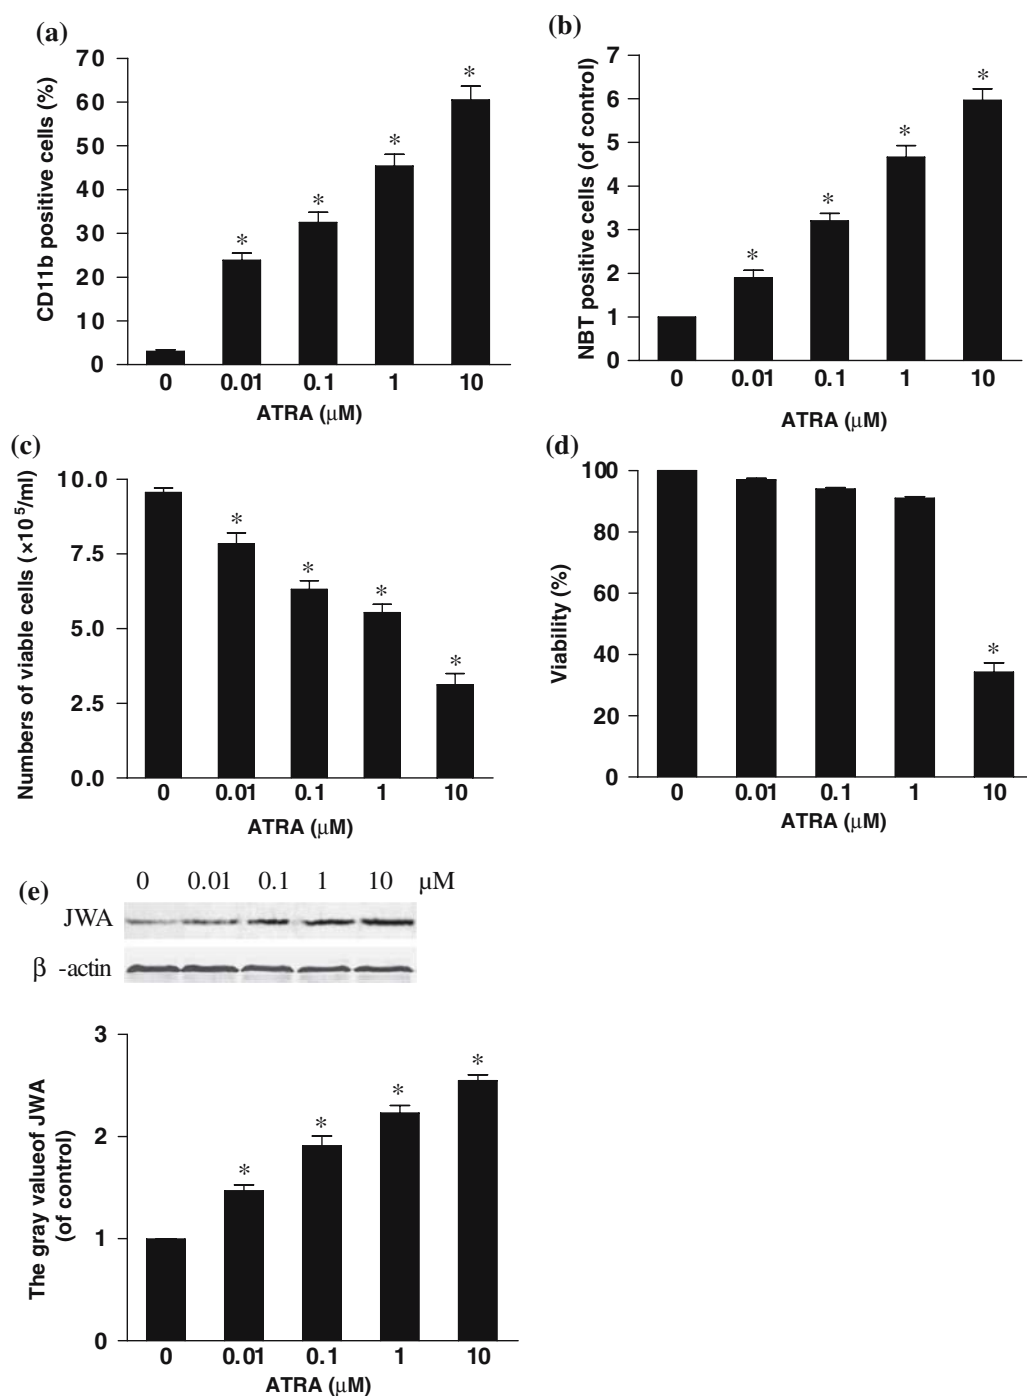 (a)
CD11b positive cells (%)
70
60
50
40
30
20
10
0
*
*
*
*
0 0.01 0.1 1 10
ATRA (μM)
(b)
NBT positive cells (of control)
7
6
5
4
3
2
1
0
*
*
*
*
0 0.01 0.1 1 10
ATRA (μM)
(c)
Numbers of viable cells (×10⁵/ml)
10.0
7.5
5.0
2.5
0.0
*
*
*
*
0 0.01 0.1 1 10
ATRA (μM)
(d)
Viability (%)
100
80
60
40
20
0
*
0 0.01 0.1 1 10
ATRA (μM)
(e)
0 0.01 0.1 1 10 μM
JWA
β -actin
The gray valueof JWA
(of control)
3
2
1
0
*
*
*
*
0 0.01 0.1 1 10
ATRA (μM)